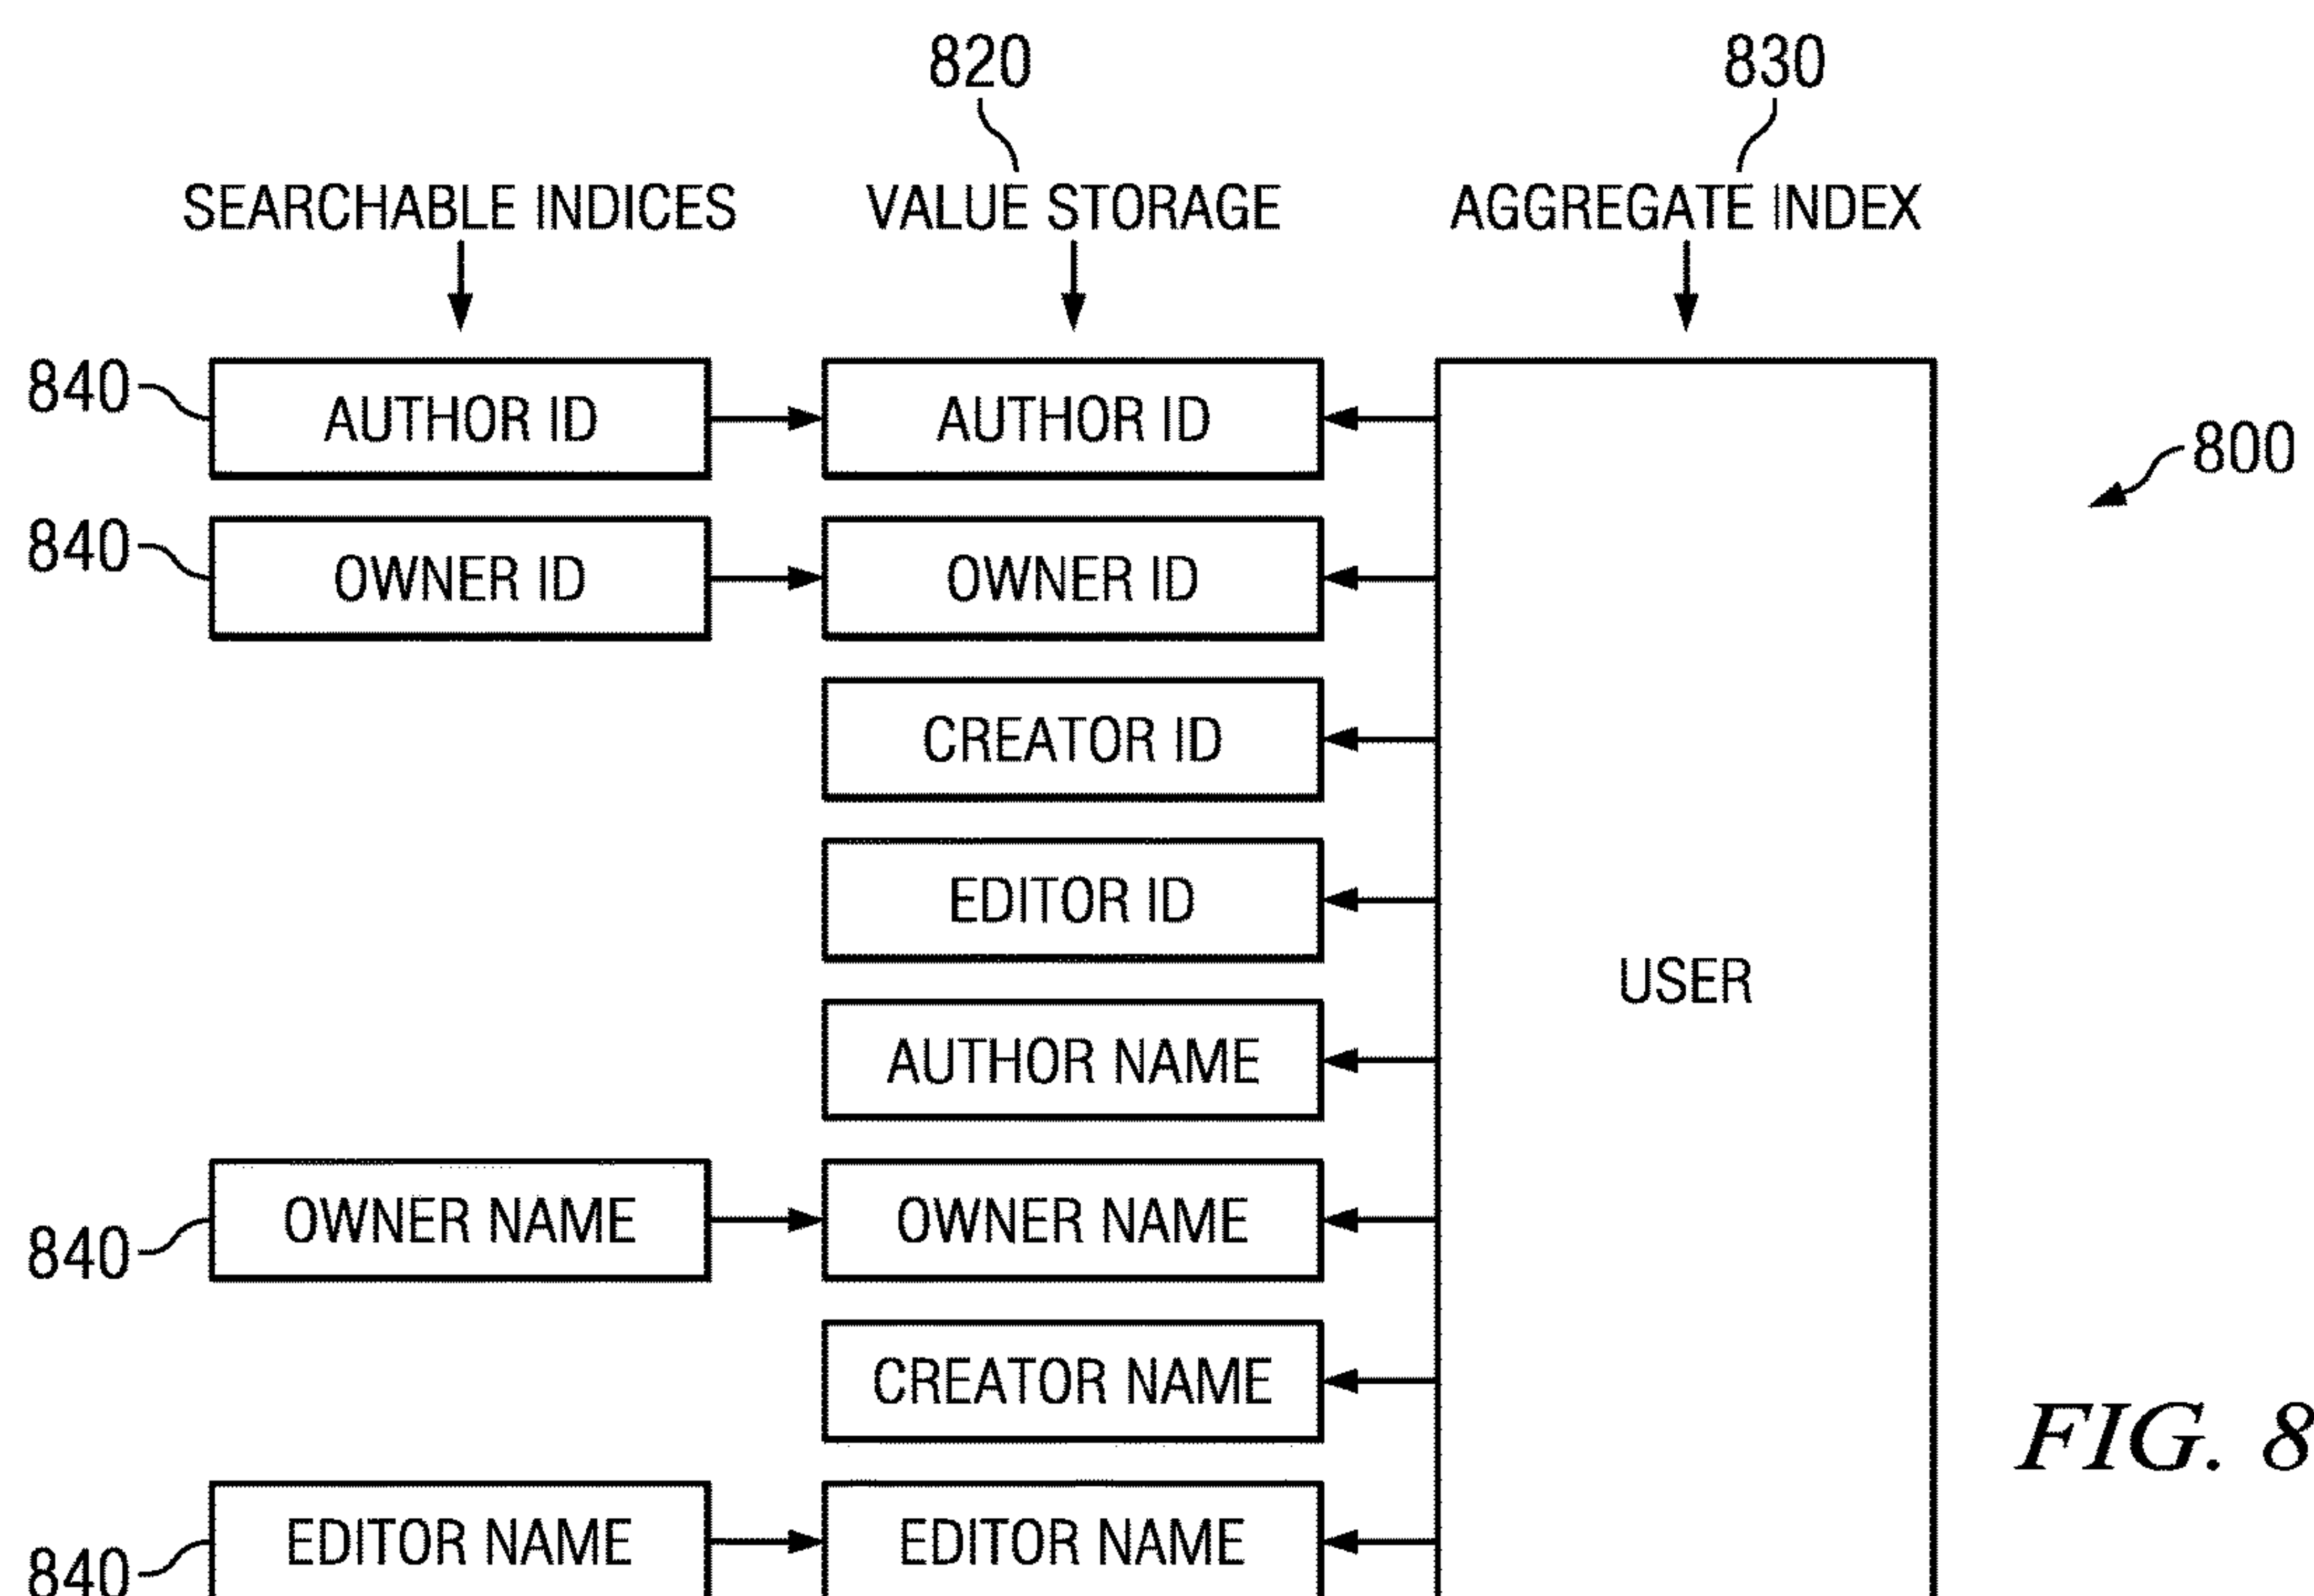 820 830
SEARCHABLE INDICES VALUE STORAGE AGGREGATE INDEX
840 AUTHOR ID AUTHOR ID
800
840 OWNER ID OWNER ID
CREATOR ID
EDITOR ID
USER
AUTHOR NAME
840 OWNER NAME OWNER NAME
CREATOR NAME
FIG. 8
840 EDITOR NAME EDITOR NAME